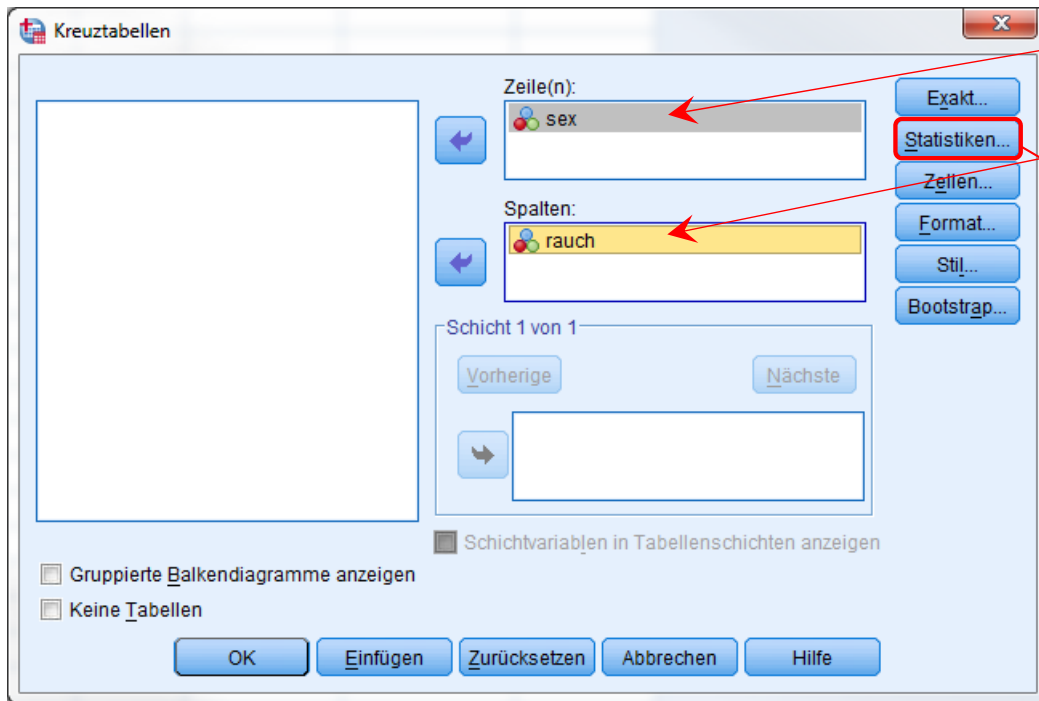 Kreuztabellen
Zeile(n):
sex
Spalten:
rauch
Schicht 1 von 1
Vorherige
Nächste
Schichtvariablen in Tabellenschichten anzeigen
Exakt...
Statistiken...
Zellen...
Format...
Stil...
Bootstrap...
Gruppierte Balkendiagramme anzeigen
Keine Tabellen
OK Einfügen Zurücksetzen Abbrechen Hilfe